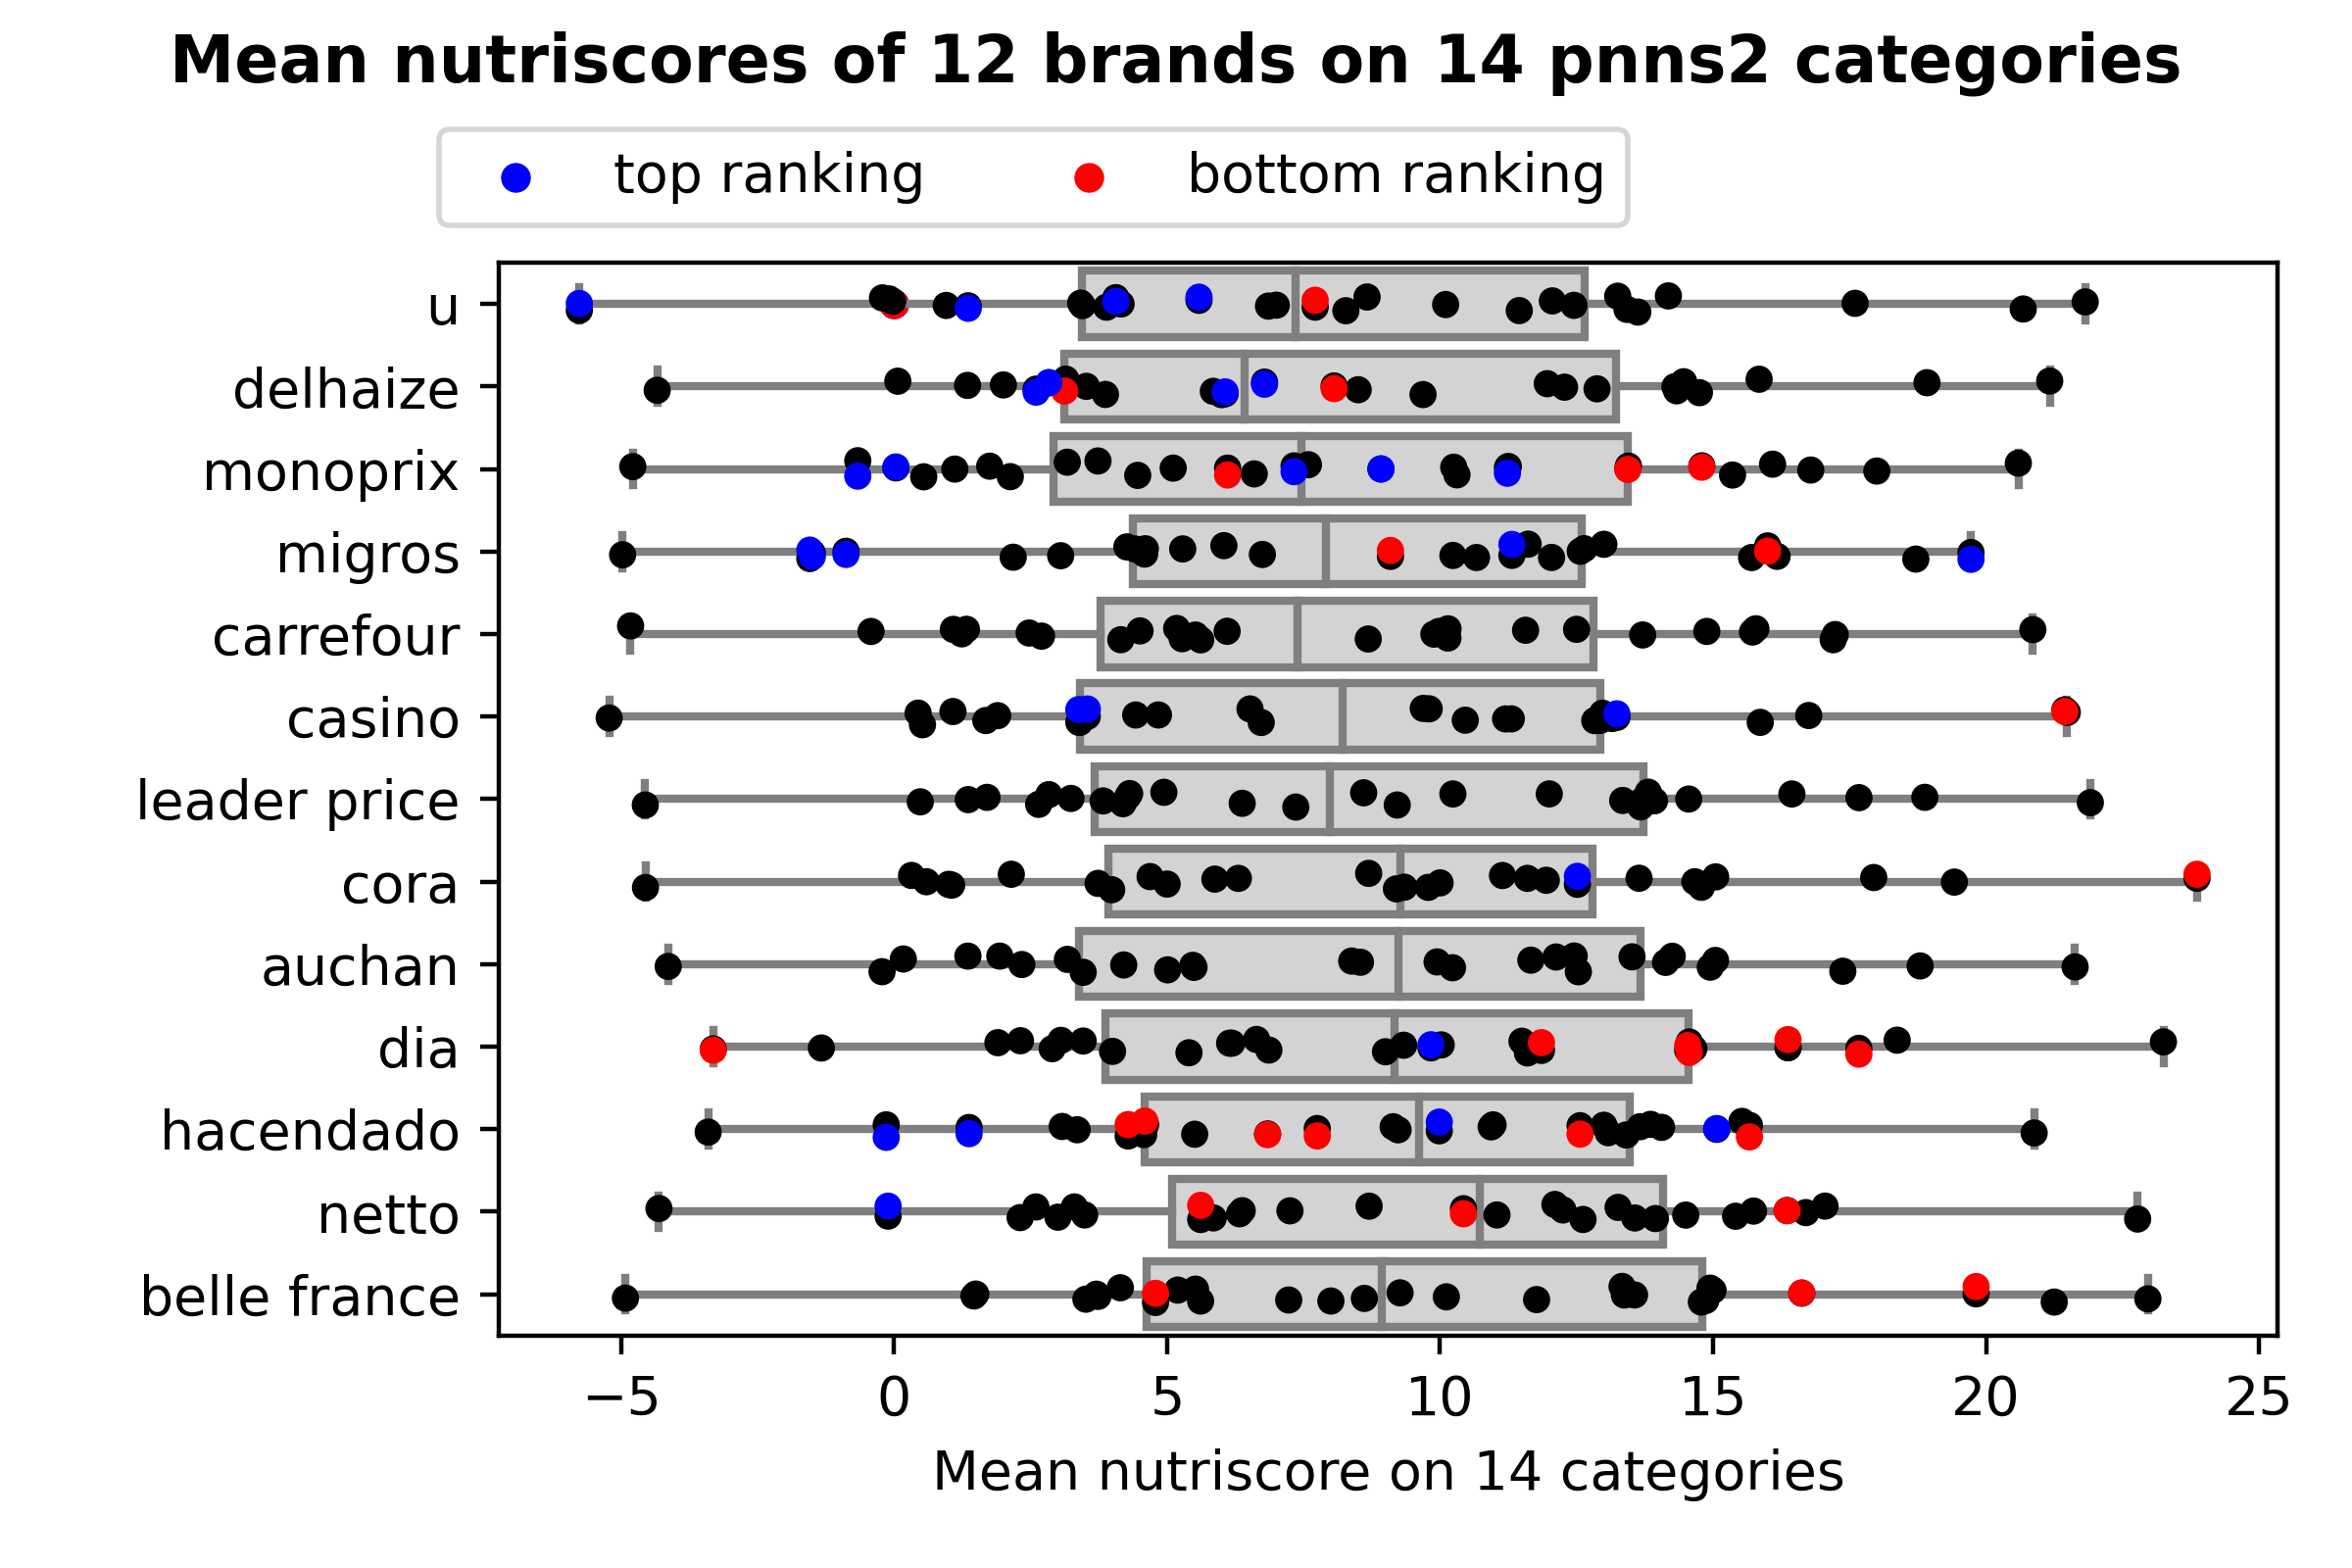 Mean nutriscores of 12 brands on 14 pnns2 categories
top ranking bottom ranking
u
delhaize
monoprix
migros
carrefour
casino
leader price
cora
auchan
dia
hacendado
netto
belle france
−5 0 5 10 15 20 25
Mean nutriscore on 14 categories